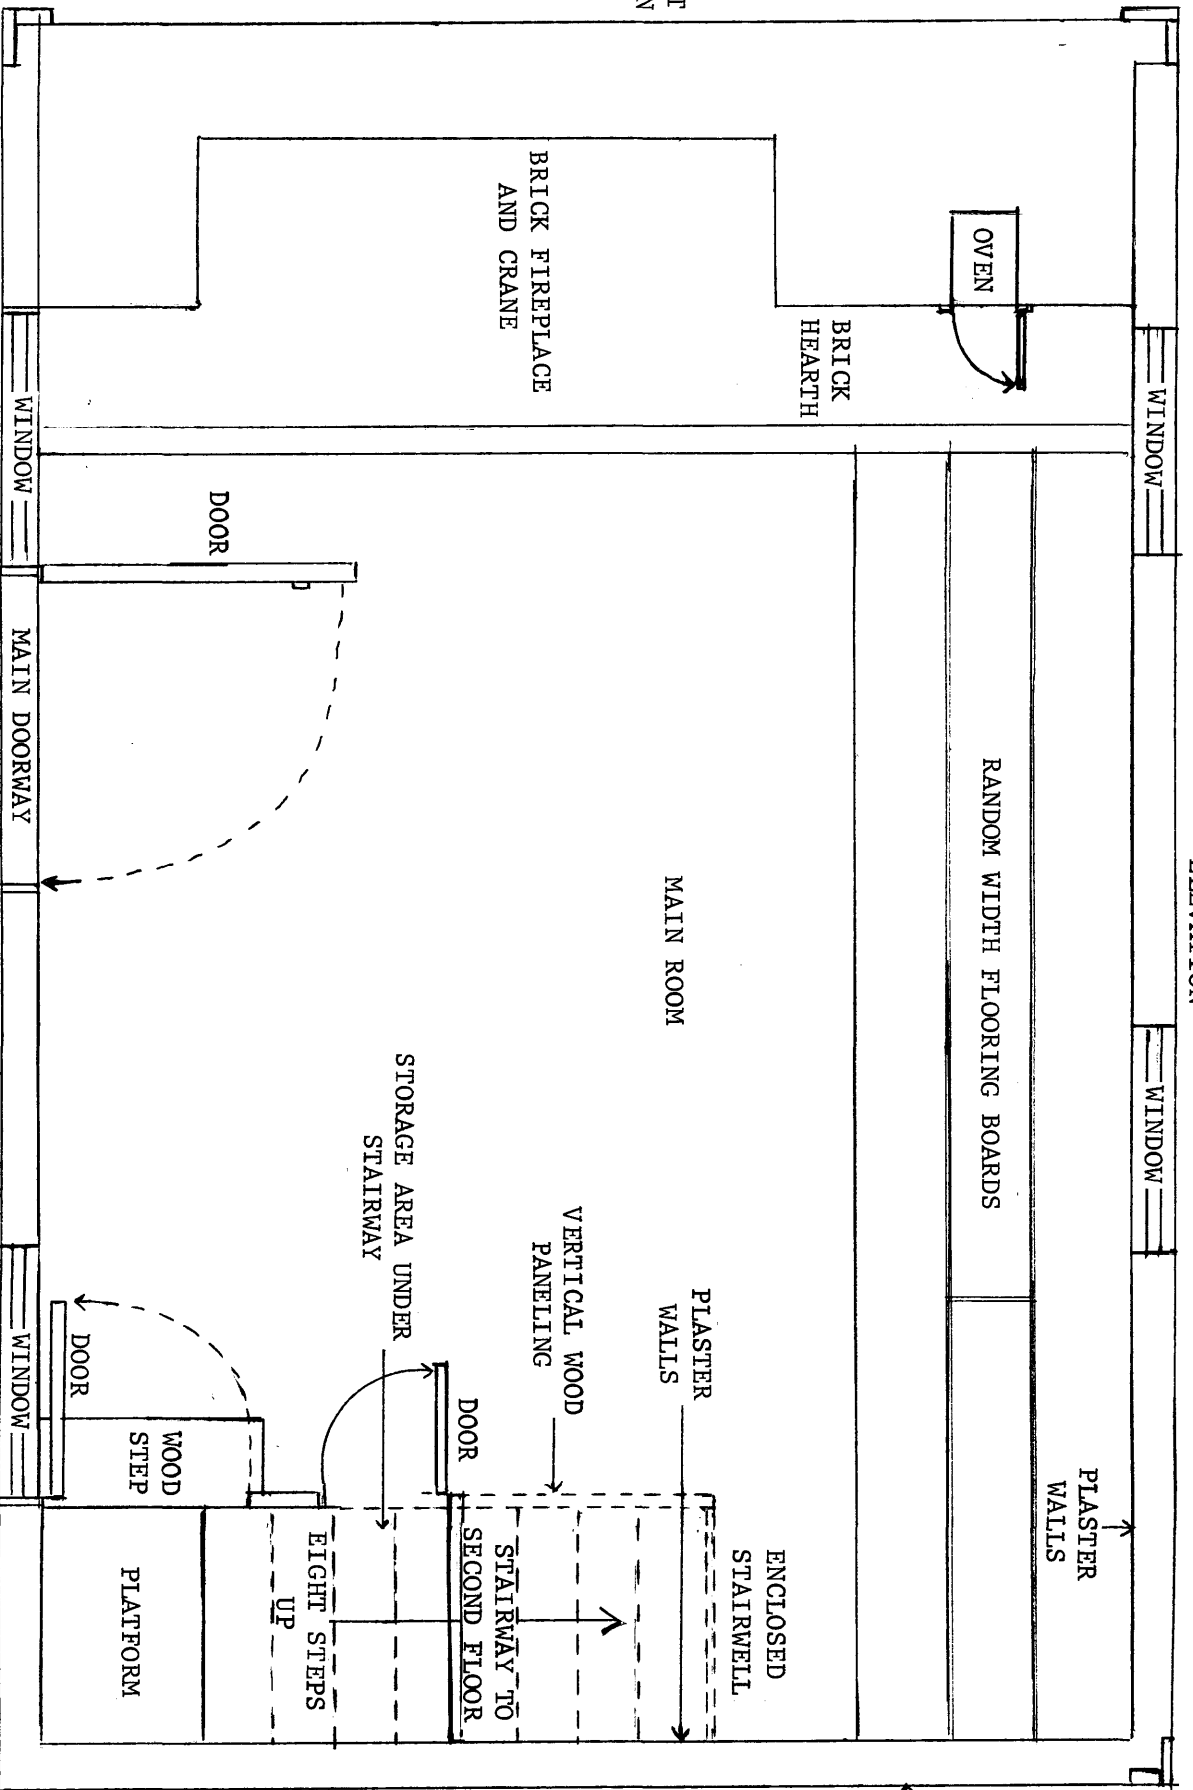 WINDOW
WINDOW
PLASTER
WALLS
OVEN
RANDOM WIDTH FLOORING BOARDS
BRICK
HEARTH
ENCLOSED
STAIRWELL
PLASTER
WALLS
MAIN ROOM
BRICK FIREPLACE
AND CRANE
VERTICAL WOOD
PANELING
STAIRWAY TO
SECOND FLOOR
DOOR
STORAGE AREA UNDER
STAIRWAY
EIGHT STEPS
UP
DOOR
WOOD
STEP
PLATFORM
DOOR
WINDOW
MAIN DOORWAY
WINDOW